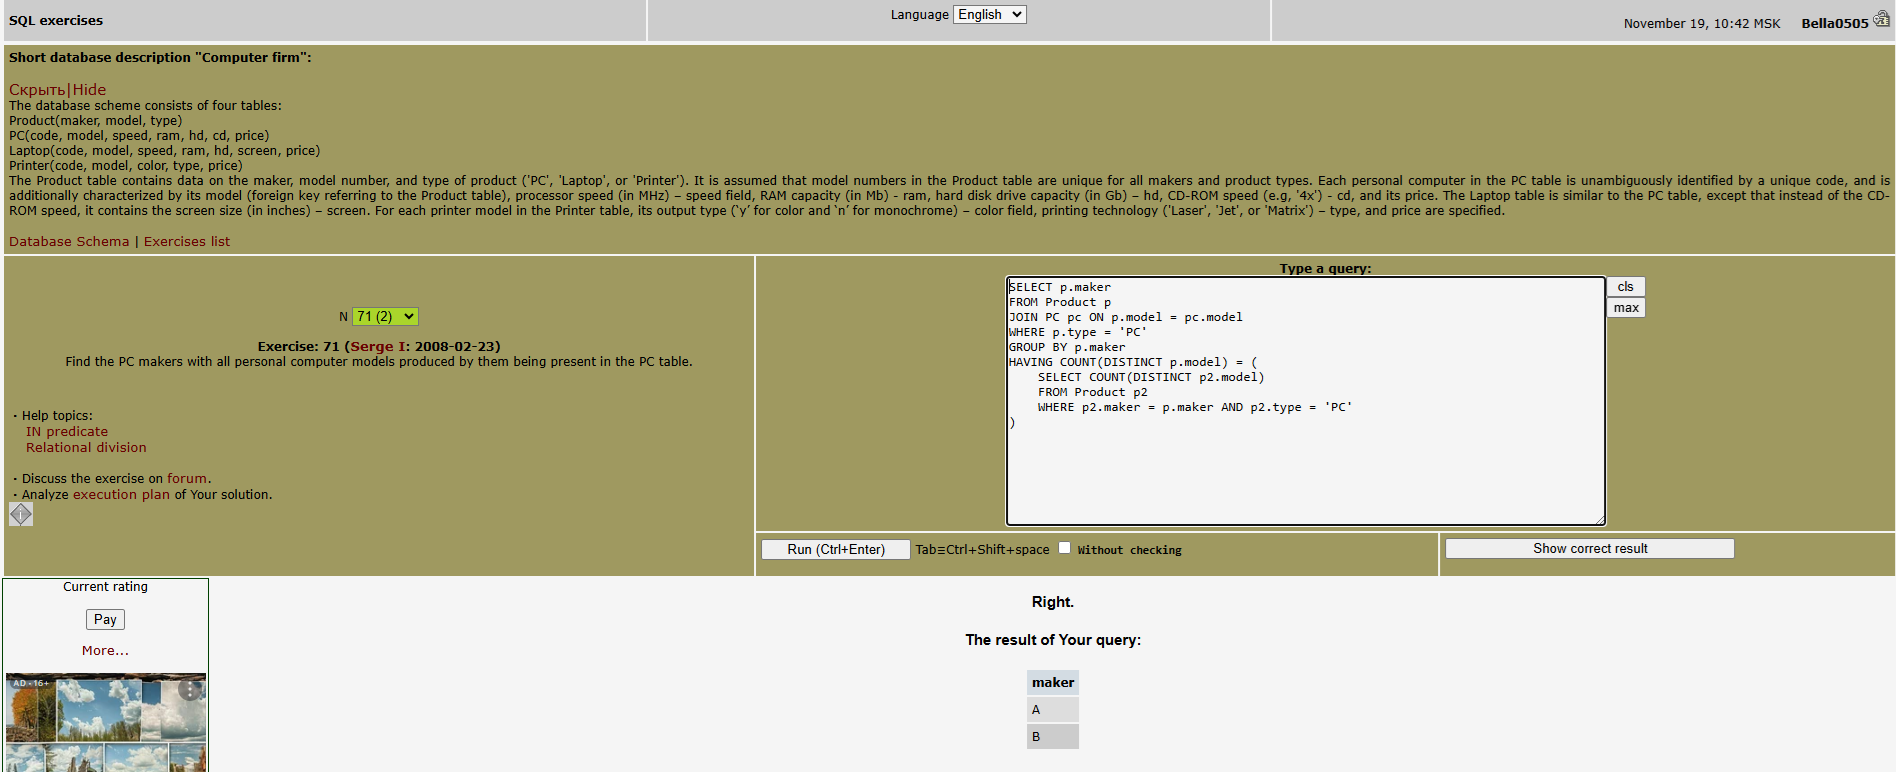 SQL exercises
Language English
November 19, 10:42 MSK Bella0505
Short database description "Computer firm":
Скрыть|Hide
The database scheme consists of four tables:
Product(maker, model, type)
PC(code, model, speed, ram, hd, cd, price)
Laptop(code, model, speed, ram, hd, screen, price)
Printer(code, model, color, type, price)
The Product table contains data on the maker, model number, and type of product ('PC', 'Laptop', or 'Printer'). It is assumed that model numbers in the Product table are unique for all makers and product types. Each personal computer in the PC table is unambiguously identified by a unique code, and is
additionally characterized by its model (foreign key referring to the Product table), processor speed (in MHz) – speed field, RAM capacity (in Mb) - ram, hard disk drive capacity (in Gb) – hd, CD-ROM speed (e.g, '4x') - cd, and its price. The Laptop table is similar to the PC table, except that instead of the CD-
ROM speed, it contains the screen size (in inches) – screen. For each printer model in the Printer table, its output type (‘y’ for color and ‘n’ for monochrome) – color field, printing technology ('Laser', 'Jet', or 'Matrix') – type, and price are specified.
Database Schema | Exercises list
N 71 (2)
Exercise: 71 (Serge I: 2008-02-23)
Find the PC makers with all personal computer models produced by them being present in the PC table.
· Help topics:
IN predicate
Relational division
· Discuss the exercise on forum.
· Analyze execution plan of Your solution.
Type a query:
SELECT p.maker
FROM Product p
JOIN PC pc ON p.model = pc.model
WHERE p.type = 'PC'
GROUP BY p.maker
HAVING COUNT(DISTINCT p.model) = (
    SELECT COUNT(DISTINCT p2.model)
    FROM Product p2
    WHERE p2.maker = p.maker AND p2.type = 'PC'
)
cls
max
Run (Ctrl+Enter) Tab≡Ctrl+Shift+space Without checking
Show correct result
Current rating
Pay
More...
AD · 16+
Right.
The result of Your query:
maker
A
B